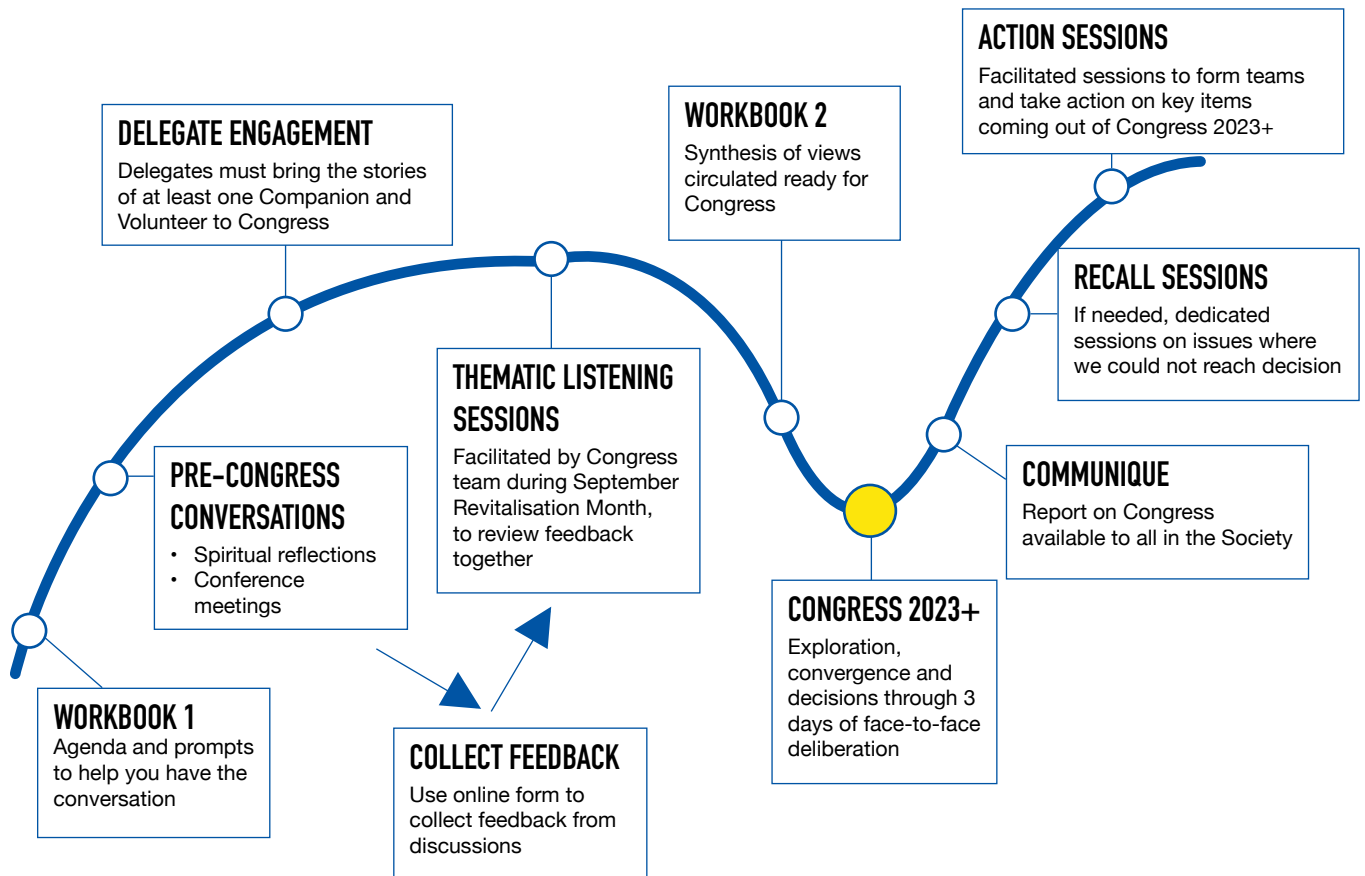 WORKBOOK 1
Agenda and prompts
to help you have the
conversation
PRE-CONGRESS
CONVERSATIONS
• Spiritual reflections
• Conference
meetings
DELEGATE ENGAGEMENT
Delegates must bring the stories
of at least one Companion and
Volunteer to Congress
COLLECT FEEDBACK
Use online form to
collect feedback from
discussions
THEMATIC LISTENING
SESSIONS
Facilitated by Congress
team during September
Revitalisation Month,
to review feedback
together
WORKBOOK 2
Synthesis of views
circulated ready for
Congress
CONGRESS 2023+
Exploration,
convergence and
decisions through 3
days of face-to-face
deliberation
COMMUNIQUE
Report on Congress
available to all in the Society
RECALL SESSIONS
If needed, dedicated
sessions on issues where
we could not reach decision
ACTION SESSIONS
Facilitated sessions to form teams
and take action on key items
coming out of Congress 2023+